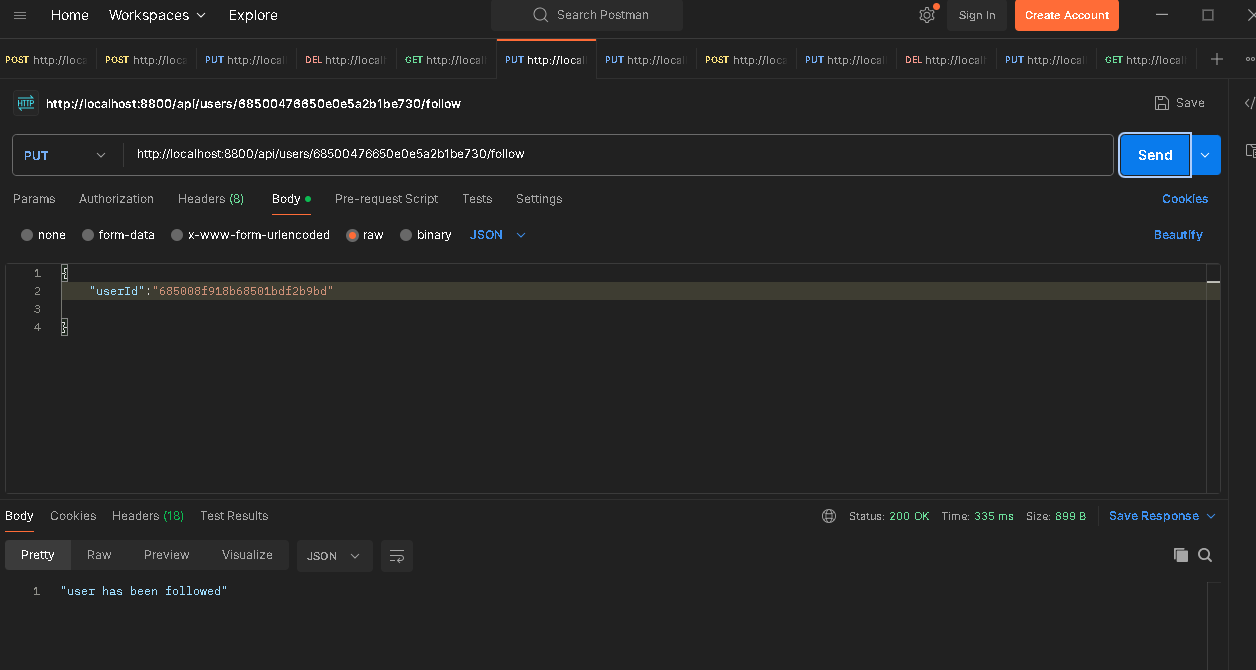 Home Workspaces Explore Search Postman Sign In Create Account
POST http://loca POST http://loca PUT http://local DEL http://local GET http://local PUT http://local PUT http://local POST http://loca PUT http://local DEL http://local PUT http://local GET http://local
HTTP http://localhost:8800/api/users/68500476650e0e5a2b1be730/follow Save
PUT http://localhost:8800/api/users/68500476650e0e5a2b1be730/follow Send
Params Authorization Headers (8) Body Pre-request Script Tests Settings Cookies
none form-data x-www-form-urlencoded raw binary JSON Beautify
1 {
2 "userId":"685008f918b68501bdf2b9bd"
3
4 }
Body Cookies Headers (18) Test Results Status: 200 OK Time: 335 ms Size: 899 B Save Response
Pretty Raw Preview Visualize JSON
1 "user has been followed"